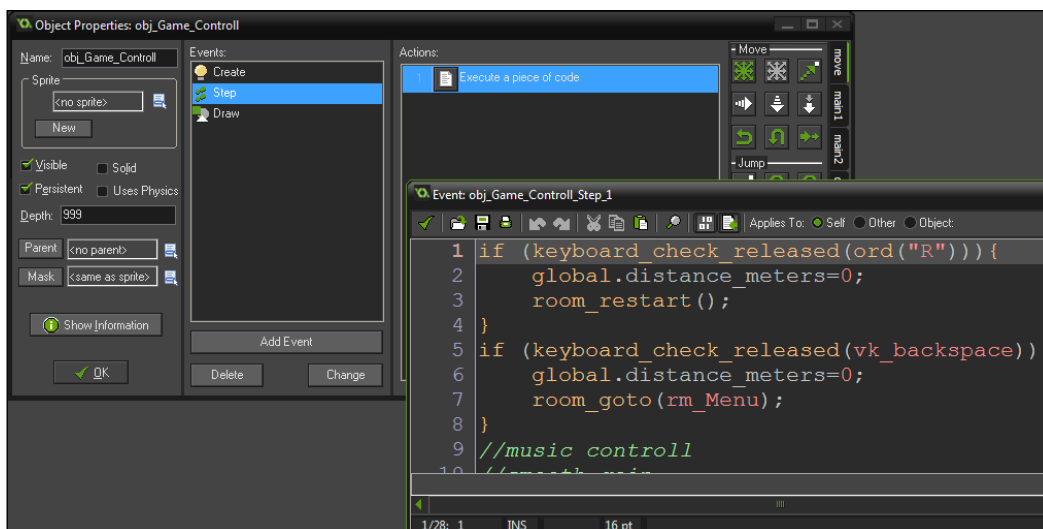 Object Properties: obj_Game_Controll
Name: obj_Game_Controll
Sprite
<no sprite>
New
Visible
Solid
Persistent
Uses Physics
Depth: 999
Parent <no parent>
Mask <same as sprite>
Show Information
OK
Events:
Create
Step
Draw
Add Event
Delete
Change
Actions:
1 Execute a piece of code
Move
Jump
move
main1
main2
Event: obj_Game_Controll_Step_1
Applies To: Self Other Object:
1 if (keyboard_check_released(ord("R"))){
2 global.distance_meters=0;
3 room_restart();
4 }
5 if (keyboard_check_released(vk_backspace))
6 global.distance_meters=0;
7 room_goto(rm_Menu);
8 }
9 //music controll
1/28: 1 INS 16 pt